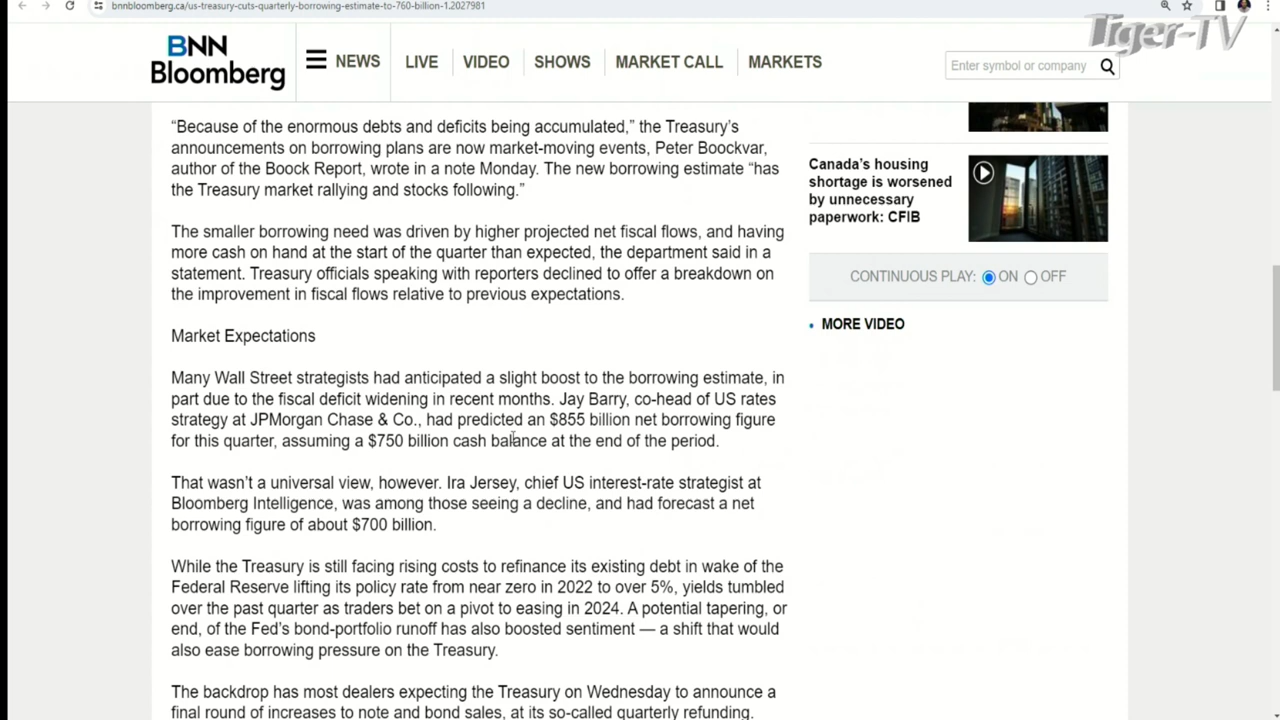 bnnbloomberg.ca/us-treasury-cuts-quarterly-borrowing-estimate-to-760-billion-1.2027981
Tiger-TV
BNN
Bloomberg
NEWS
LIVE
VIDEO
SHOWS
MARKET CALL
MARKETS
Enter symbol or company
“Because of the enormous debts and deficits being accumulated,” the Treasury’s
announcements on borrowing plans are now market-moving events, Peter Boockvar,
author of the Boock Report, wrote in a note Monday. The new borrowing estimate “has
the Treasury market rallying and stocks following.”
The smaller borrowing need was driven by higher projected net fiscal flows, and having
more cash on hand at the start of the quarter than expected, the department said in a
statement. Treasury officials speaking with reporters declined to offer a breakdown on
the improvement in fiscal flows relative to previous expectations.
Market Expectations
Many Wall Street strategists had anticipated a slight boost to the borrowing estimate, in
part due to the fiscal deficit widening in recent months. Jay Barry, co-head of US rates
strategy at JPMorgan Chase & Co., had predicted an $855 billion net borrowing figure
for this quarter, assuming a $750 billion cash balance at the end of the period.
That wasn’t a universal view, however. Ira Jersey, chief US interest-rate strategist at
Bloomberg Intelligence, was among those seeing a decline, and had forecast a net
borrowing figure of about $700 billion.
While the Treasury is still facing rising costs to refinance its existing debt in wake of the
Federal Reserve lifting its policy rate from near zero in 2022 to over 5%, yields tumbled
over the past quarter as traders bet on a pivot to easing in 2024. A potential tapering, or
end, of the Fed’s bond-portfolio runoff has also boosted sentiment — a shift that would
also ease borrowing pressure on the Treasury.
The backdrop has most dealers expecting the Treasury on Wednesday to announce a
final round of increases to note and bond sales, at its so-called quarterly refunding.
Canada’s housing
shortage is worsened
by unnecessary
paperwork: CFIB
CONTINUOUS PLAY: ON OFF
MORE VIDEO